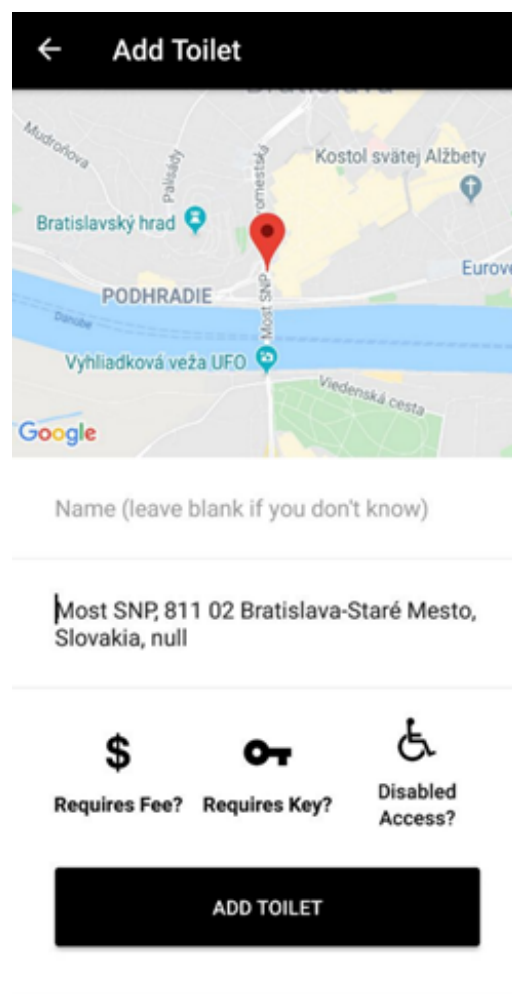 Add Toilet
Mudroňova
Palisády
Kostol svätej Alžbety
Bratislavský hrad
Eurove
PODHRADIE
Most SNP
Danube
Vyhliadková veža UFO
Viedenská cesta
Google
Name (leave blank if you don't know)
Most SNP, 811 02 Bratislava-Staré Mesto,
Slovakia, null
$
Requires Fee?
Requires Key?
Disabled
Access?
ADD TOILET